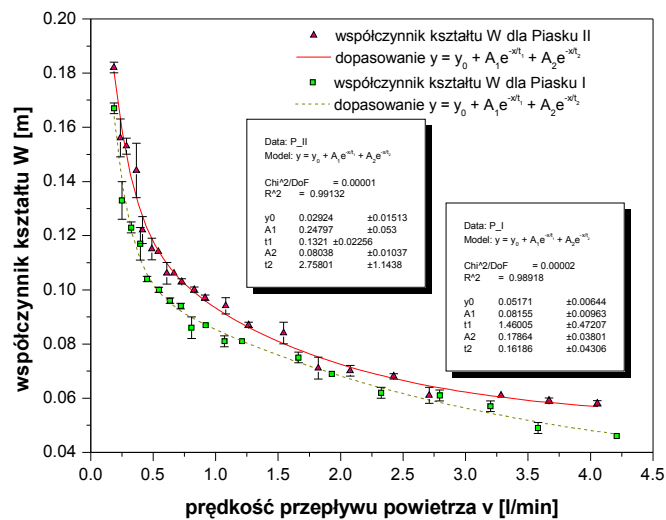 współczynnik kształtu W dla Piasku II
dopasowanie y = y₀ + A₁e^(-x/t₁) + A₂e^(-x/t₂)
współczynnik kształtu W dla Piasku I
dopasowanie y = y₀ + A₁e^(-x/t₁) + A₂e^(-x/t₂)
Data: P_II
Model: y = y₀ + A₁e^(-x/t₁) + A₂e^(-x/t₂)
Chi^2/DoF = 0.00001
R^2 = 0.99132
y0 0.02924 ±0.01513
A1 0.24797 ±0.053
t1 0.1321 ±0.02256
A2 0.08038 ±0.01037
t2 2.75801 ±1.1438
Data: P_I
Model: y = y₀ + A₁e^(-x/t₁) + A₂e^(-x/t₂)
Chi^2/DoF = 0.00002
R^2 = 0.98918
y0 0.05171 ±0.00644
A1 0.08155 ±0.00963
t1 1.46005 ±0.47207
A2 0.17864 ±0.03801
t2 0.16186 ±0.04306
współczynnik kształtu W [m]
0.20
0.18
0.16
0.14
0.12
0.10
0.08
0.06
0.04
0.0 0.5 1.0 1.5 2.0 2.5 3.0 3.5 4.0 4.5
prędkość przepływu powietrza v [l/min]